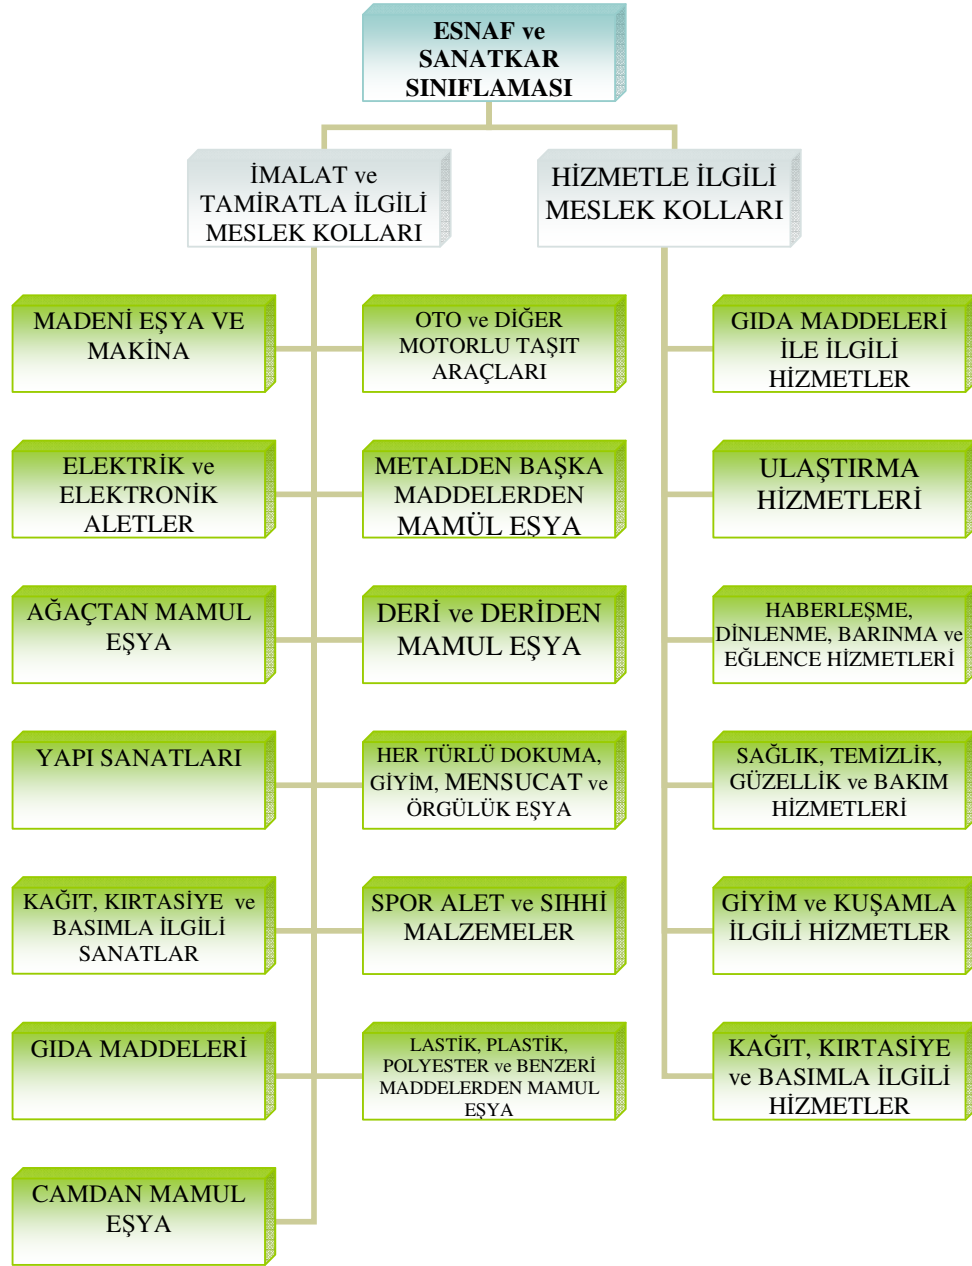 ESNAF ve
SANATKAR
SINIFLAMASI
İMALAT ve
TAMİRATLA İLGİLİ
MESLEK KOLLARI
HİZMETLE İLGİLİ
MESLEK KOLLARI
MADENİ EŞYA VE
MAKİNA
OTO ve DİĞER
MOTORLU TAŞIT
ARAÇLARI
GIDA MADDELERİ
İLE İLGİLİ
HİZMETLER
ELEKTRİK ve
ELEKTRONİK
ALETLER
METALDEN BAŞKA
MADDELERDEN
MAMÜL EŞYA
ULAŞTIRMA
HİZMETLERİ
AĞAÇTAN MAMUL
EŞYA
DERİ ve DERİDEN
MAMUL EŞYA
HABERLEŞME,
DİNLENME, BARINMA ve
EĞLENCE HİZMETLERİ
YAPI SANATLARI
HER TÜRLÜ DOKUMA,
GİYİM, MENSUCAT ve
ÖRGÜLÜK EŞYA
SAĞLIK, TEMİZLİK,
GÜZELLİK ve BAKIM
HİZMETLERİ
KAĞIT, KIRTASİYE ve
BASIMLA İLGİLİ
SANATLAR
SPOR ALET ve SIHHİ
MALZEMELER
GİYİM ve KUŞAMLA
İLGİLİ HİZMETLER
GIDA MADDELERİ
LASTİK, PLASTİK,
POLYESTER ve BENZERİ
MADDELERDEN MAMUL
EŞYA
KAĞIT, KIRTASİYE
ve BASIMLA İLGİLİ
HİZMETLER
CAMDAN MAMUL
EŞYA